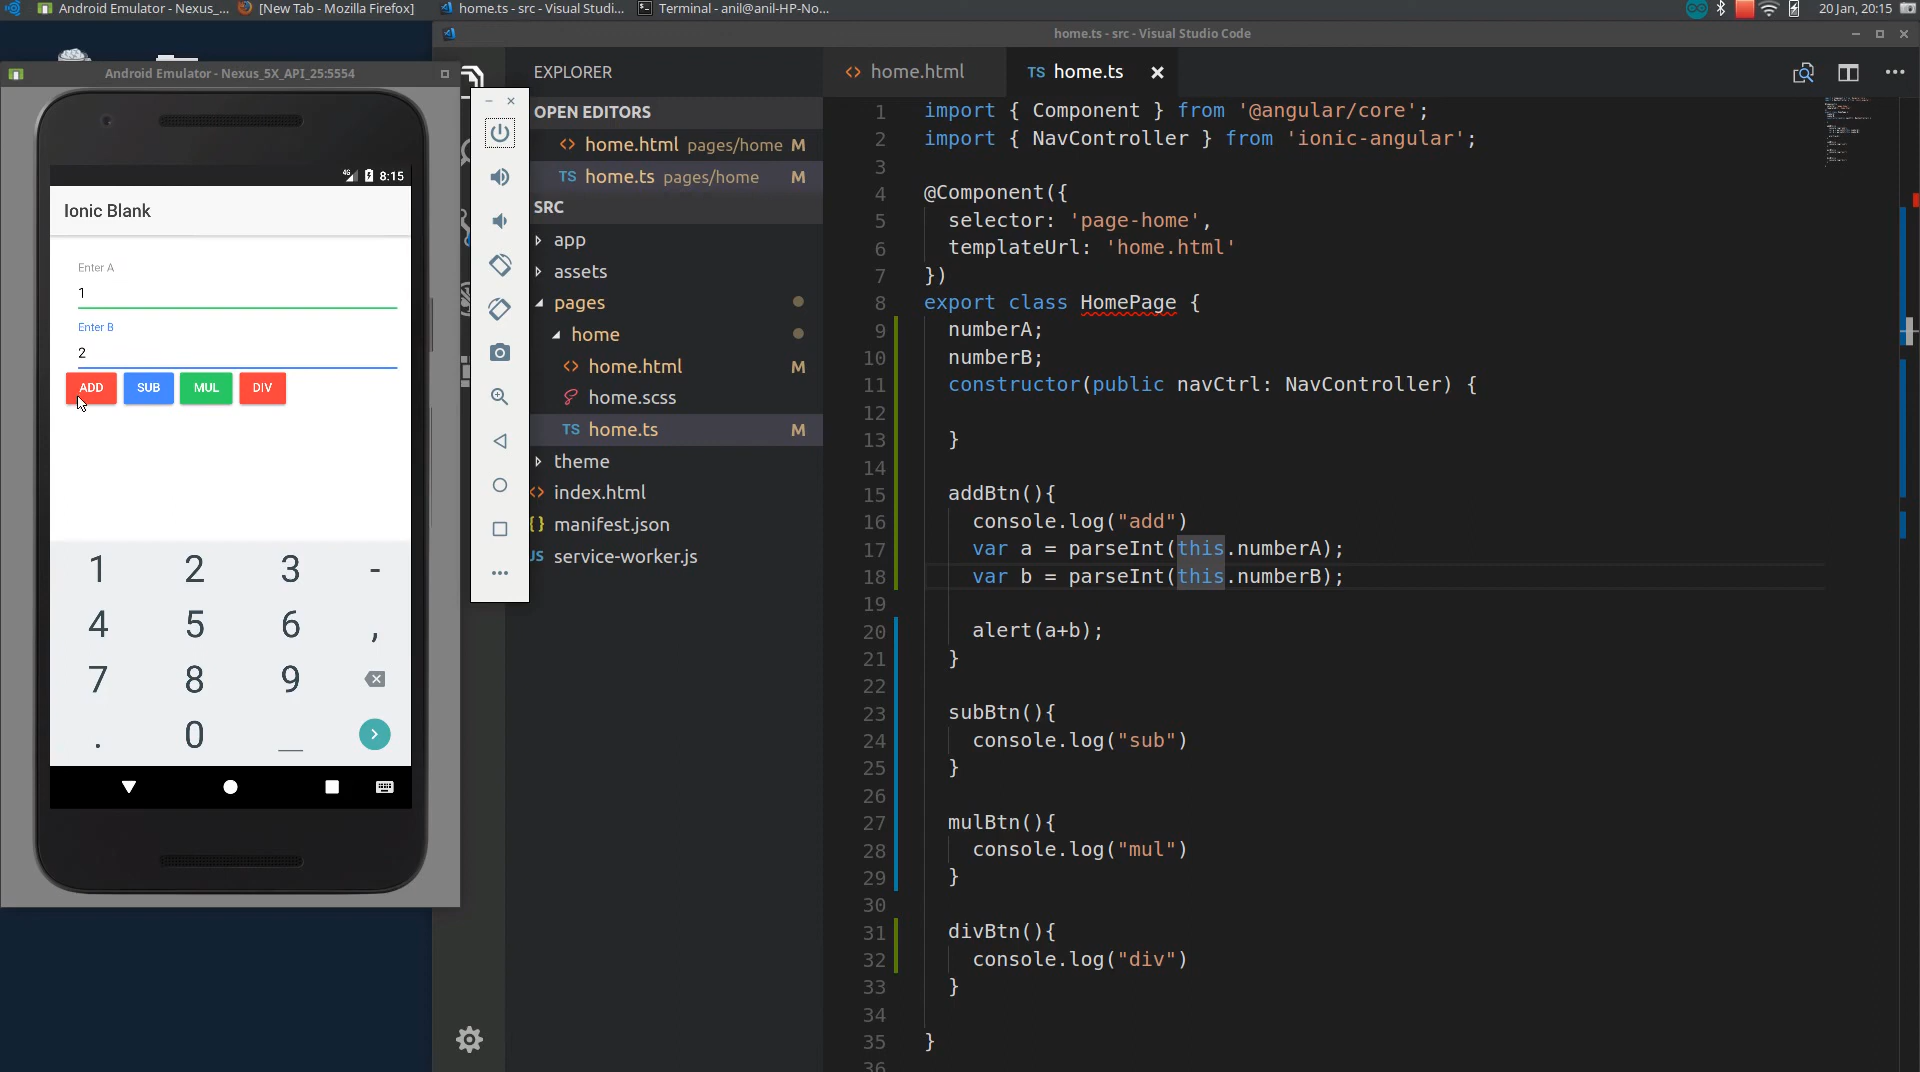 Android Emulator - Nexus_...
[New Tab - Mozilla Firefox]
home.ts - src - Visual Studi...
Terminal - anil@anil-HP-No...
20 Jan, 20:15
home.ts - src - Visual Studio Code
Android Emulator - Nexus_5X_API_25:5554
8:15
Ionic Blank
Enter A
1
Enter B
2
ADD SUB MUL DIV
1 2 3 -
4 5 6 ,
7 8 9
. 0 _
EXPLORER
OPEN EDITORS
<> home.html pages/home M
TS home.ts pages/home M
SRC
app
assets
pages
home
<> home.html M
home.scss
TS home.ts M
theme
<> index.html
{} manifest.json
JS service-worker.js
<> home.html
TS home.ts
1 import { Component } from '@angular/core';
2 import { NavController } from 'ionic-angular';
3
4 @Component({
5 selector: 'page-home',
6 templateUrl: 'home.html'
7 })
8 export class HomePage {
9 numberA;
10 numberB;
11 constructor(public navCtrl: NavController) {
12
13 }
14
15 addBtn(){
16 console.log("add")
17 var a = parseInt(this.numberA);
18 var b = parseInt(this.numberB);
19
20 alert(a+b);
21 }
22
23 subBtn(){
24 console.log("sub")
25 }
26
27 mulBtn(){
28 console.log("mul")
29 }
30
31 divBtn(){
32 console.log("div")
33 }
34
35 }
36